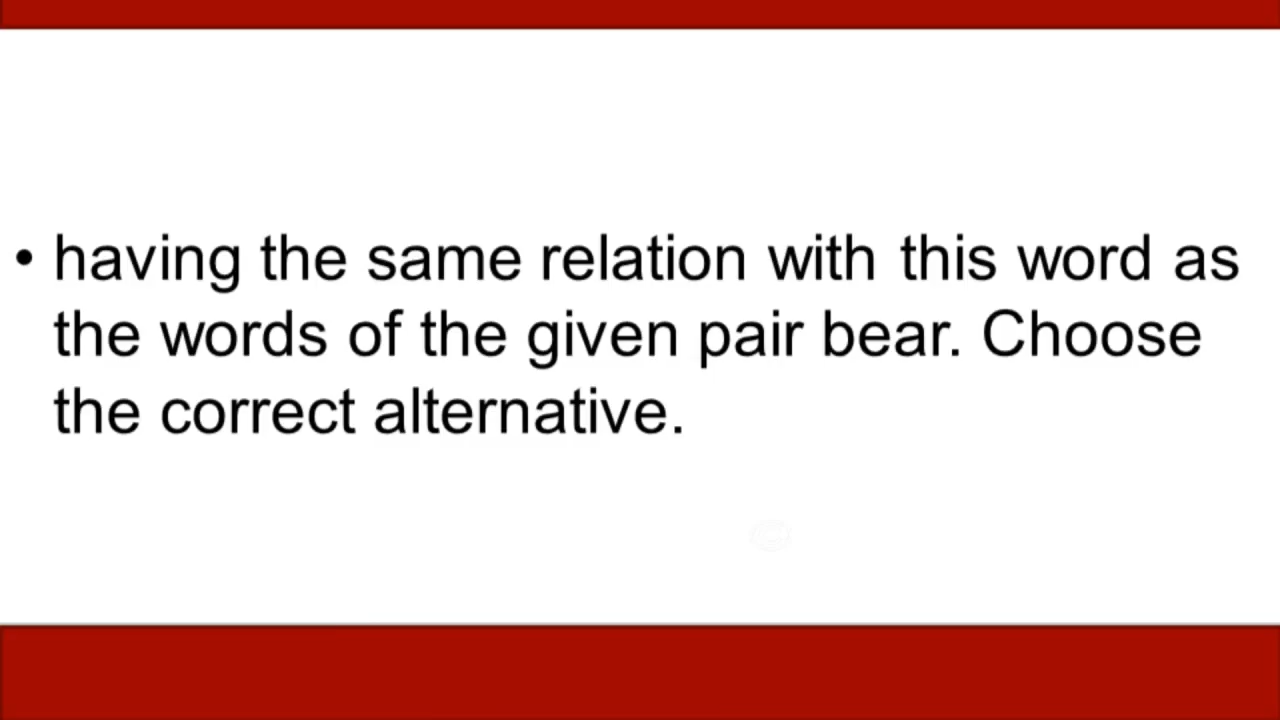 • having the same relation with this word as
the words of the given pair bear. Choose
the correct alternative.